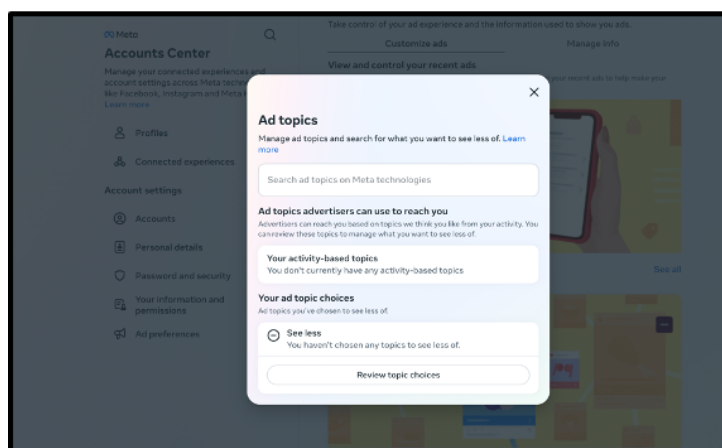 Meta
Accounts Center
Manage your connected experiences and
account settings across Meta technologies
like Facebook, Instagram and Meta
Learn more
Profiles
Connected experiences
Account settings
Accounts
Personal details
Password and security
Your information and
permissions
Ad preferences
Take control of your ad experience and the information used to show you ads.
Customize ads
Manage info
View and control your recent ads
your recent ads to help make your
See all
Ad topics
Manage ad topics and search for what you want to see less of. Learn
more
Search ad topics on Meta technologies
Ad topics advertisers can use to reach you
Advertisers can reach you based on topics we think you like from your activity. You
can review these topics to manage what you want to see less of.
Your activity-based topics
You don't currently have any activity-based topics
Your ad topic choices
Ad topics you've chosen to see less of.
See less
You haven't chosen any topics to see less of.
Review topic choices